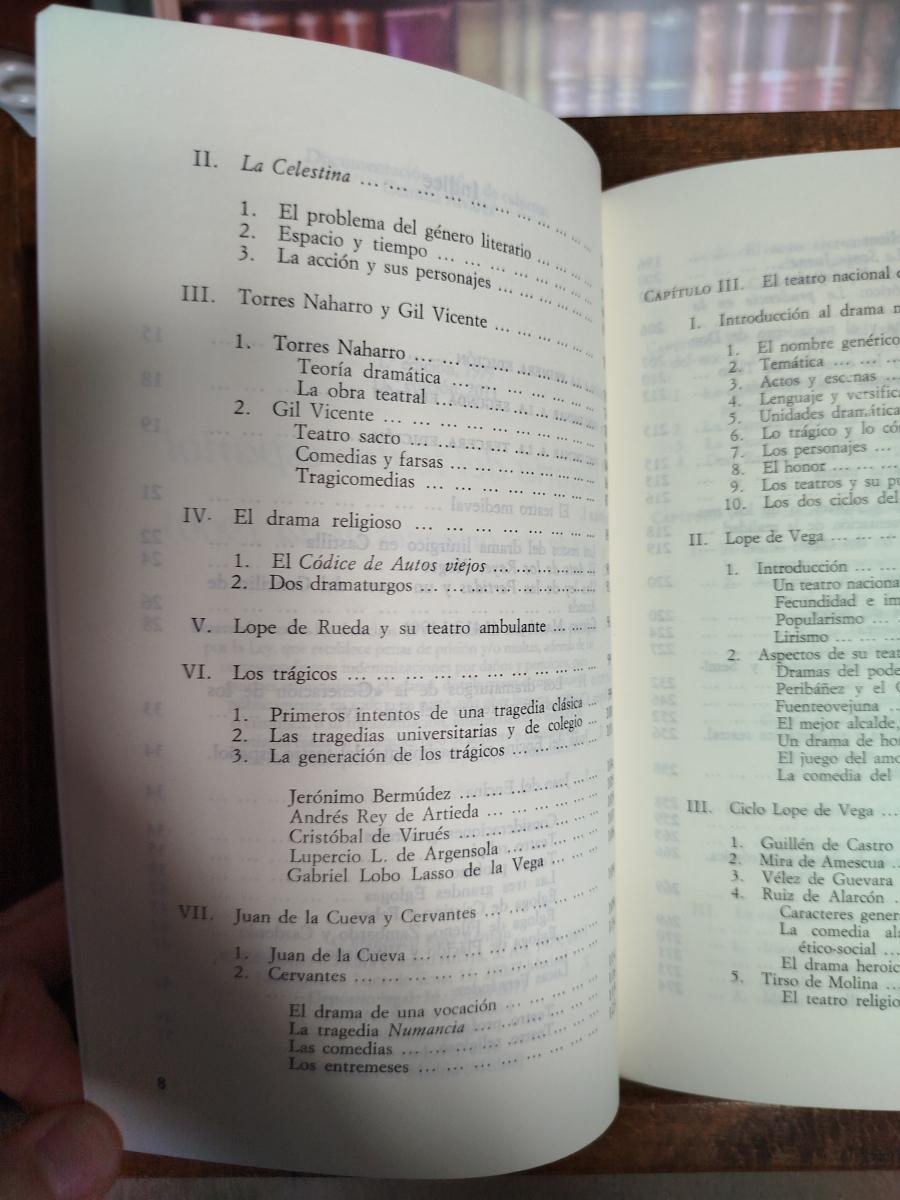 II. La Celestina ... ... ... ... ... ... ... ... ...
1. El problema del género literario ... ...
2. Espacio y tiempo ... ... ... ... ... ...
3. La acción y sus personajes ... ... ... ...
III. Torres Naharro y Gil Vicente ... ... ... ...
1. Torres Naharro ... ... ... ... ... ... ...
Teoría dramática ... ... ... ... ... ...
La obra teatral ... ... ... ... ... ...
2. Gil Vicente ... ... ... ... ... ... ... ...
Teatro sacro ... ... ... ... ... ... ...
Comedias y farsas ... ... ... ... ... ...
Tragicomedias ... ... ... ... ... ...
IV. El drama religioso ... ... ... ... ... ... ...
1. El Códice de Autos viejos ... ... ... ...
2. Dos dramaturgos ... ... ... ... ... ... ...
V. Lope de Rueda y su teatro ambulante ... ... ...
VI. Los trágicos ... ... ... ... ... ... ... ... ...
1. Primeros intentos de una tragedia clásica ...
2. Las tragedias universitarias y de colegio ...
3. La generación de los trágicos ... ... ... ...
Jerónimo Bermúdez ... ... ... ... ...
Andrés Rey de Artieda ... ... ... ...
Cristóbal de Virués ... ... ... ... ...
Lupercio L. de Argensola ... ... ... ...
Gabriel Lobo Lasso de la Vega ... ...
VII. Juan de la Cueva y Cervantes ... ... ... ...
1. Juan de la Cueva ... ... ... ... ... ... ...
2. Cervantes ... ... ... ... ... ... ... ... ...
El drama de una vocación ... ... ... ...
La tragedia Numancia ... ... ... ... ...
Las comedias ... ... ... ... ... ... ...
Los entremeses ... ... ... ... ... ... ...
8
CAPÍTULO III. El teatro nacional
I. Introducción al drama
1. El nombre genérico
2. Temática ... ... ...
3. Actos y escenas ...
4. Lenguaje y versifica
5. Unidades dramática
6. Lo trágico y lo có
7. Los personajes ...
8. El honor ... ... ...
9. Los teatros y su pú
10. Los dos ciclos del
II. Lope de Vega ... ... ...
1. Introducción ... ...
Un teatro naciona
Fecundidad e im
Popularismo ...
Lirismo ... ... ...
2. Aspectos de su teat
Dramas del pode
Peribáñez y el
Fuenteovejuna ...
El mejor alcalde,
Un drama de ho
El juego del amo
La comedia del
III. Ciclo Lope de Vega ...
1. Guillén de Castro
2. Mira de Amescua ...
3. Vélez de Guevara
4. Ruiz de Alarcón ...
Caracteres gener
La comedia ala
ético-social ...
El drama heroic
5. Tirso de Molina ...
El teatro religio